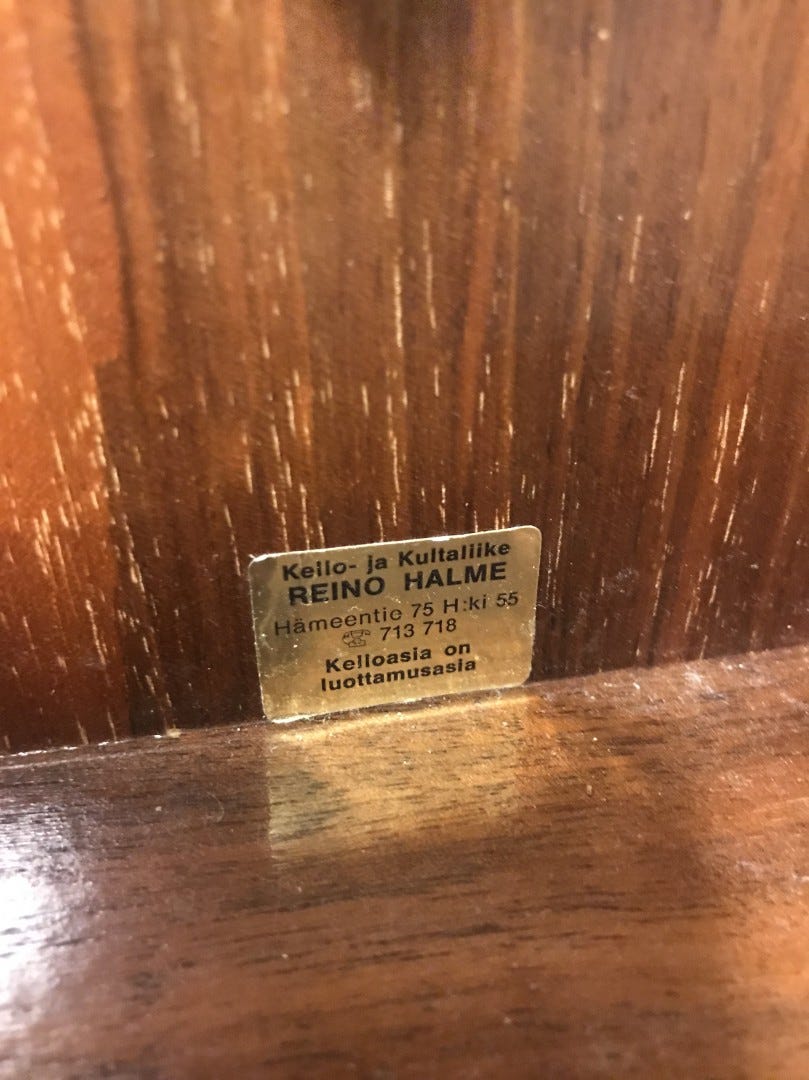 Kello- ja Kultaliike
REINO HALME
Hämeentie 75 H:ki 55
713 718
Kelloasia on
luottamusasia